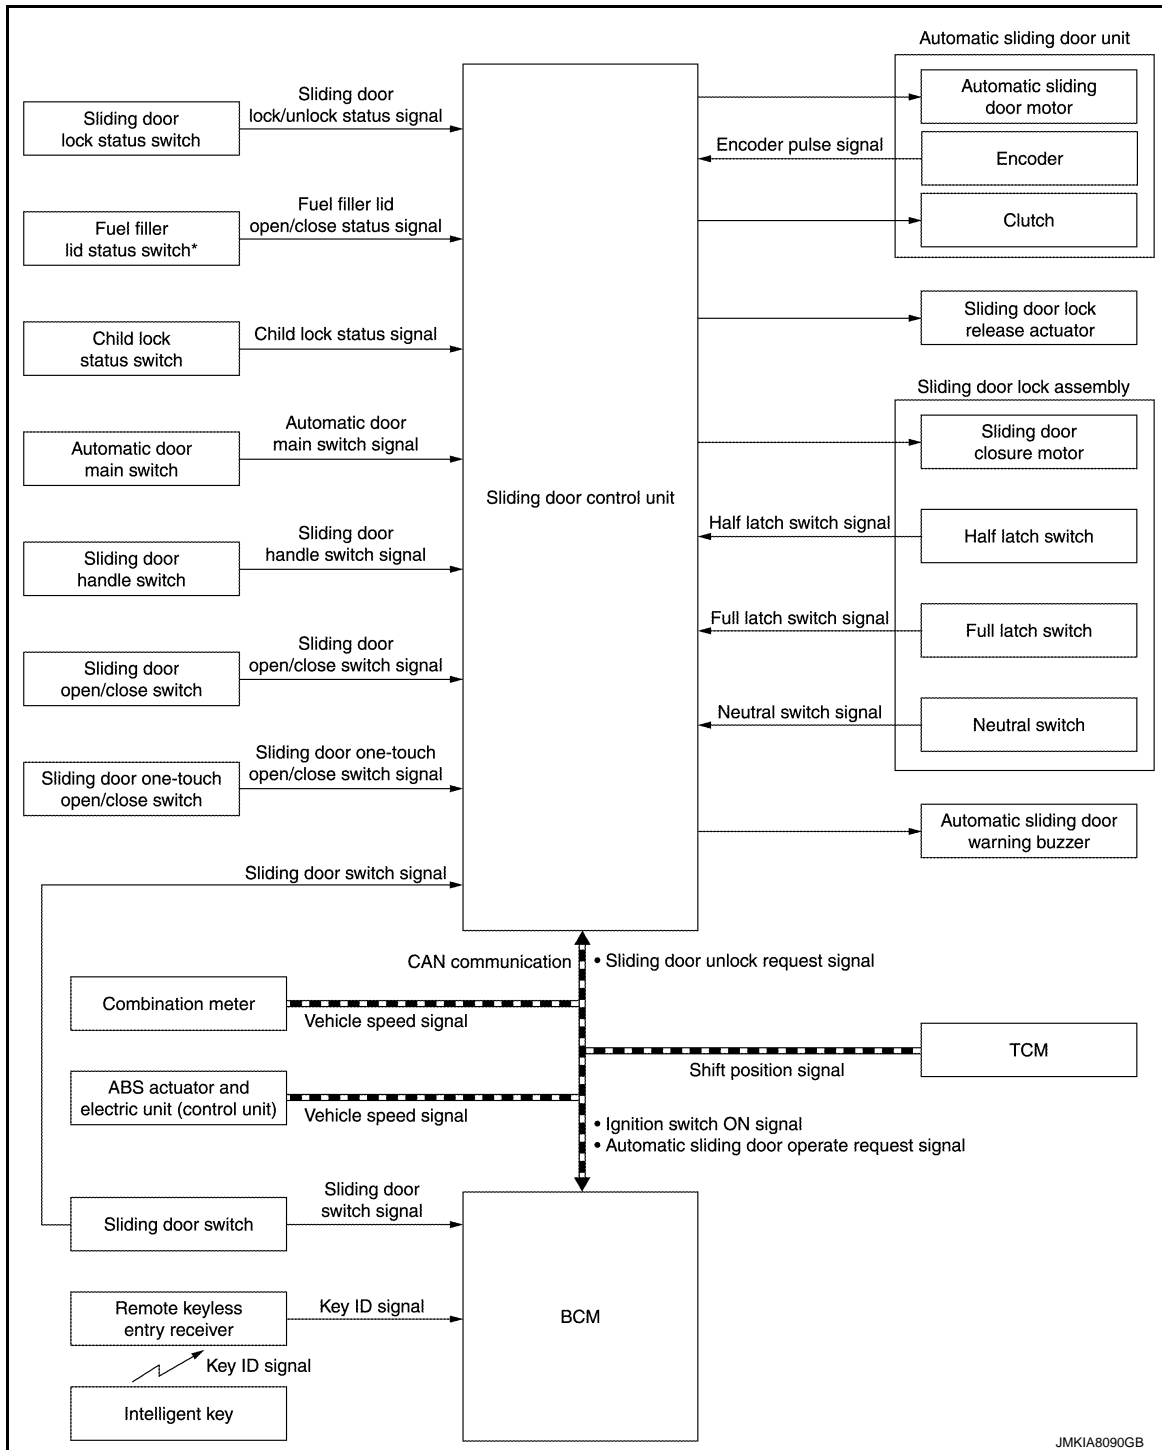 Automatic sliding door unit
Sliding door
lock status switch
Sliding door
lock/unlock status signal
Automatic sliding
door motor
Encoder pulse signal
Encoder
Fuel filler
lid status switch*
Fuel filler lid
open/close status signal
Clutch
Child lock
status switch
Child lock status signal
Sliding door lock
release actuator
Sliding door lock assembly
Automatic door
main switch
Automatic door
main switch signal
Sliding door
closure motor
Sliding door control unit
Half latch switch signal
Half latch switch
Sliding door
handle switch
Sliding door
handle switch signal
Full latch switch signal
Full latch switch
Sliding door
open/close switch
Sliding door
open/close switch signal
Neutral switch signal
Neutral switch
Sliding door one-touch
open/close switch
Sliding door one-touch
open/close switch signal
Automatic sliding door
warning buzzer
Sliding door switch signal
CAN communication
• Sliding door unlock request signal
Combination meter
Vehicle speed signal
TCM
Shift position signal
ABS actuator and
electric unit (control unit)
Vehicle speed signal
• Ignition switch ON signal
• Automatic sliding door operate request signal
Sliding door switch
Sliding door
switch signal
BCM
Remote keyless
entry receiver
Key ID signal
Key ID signal
Intelligent key
JMKIA8090GB